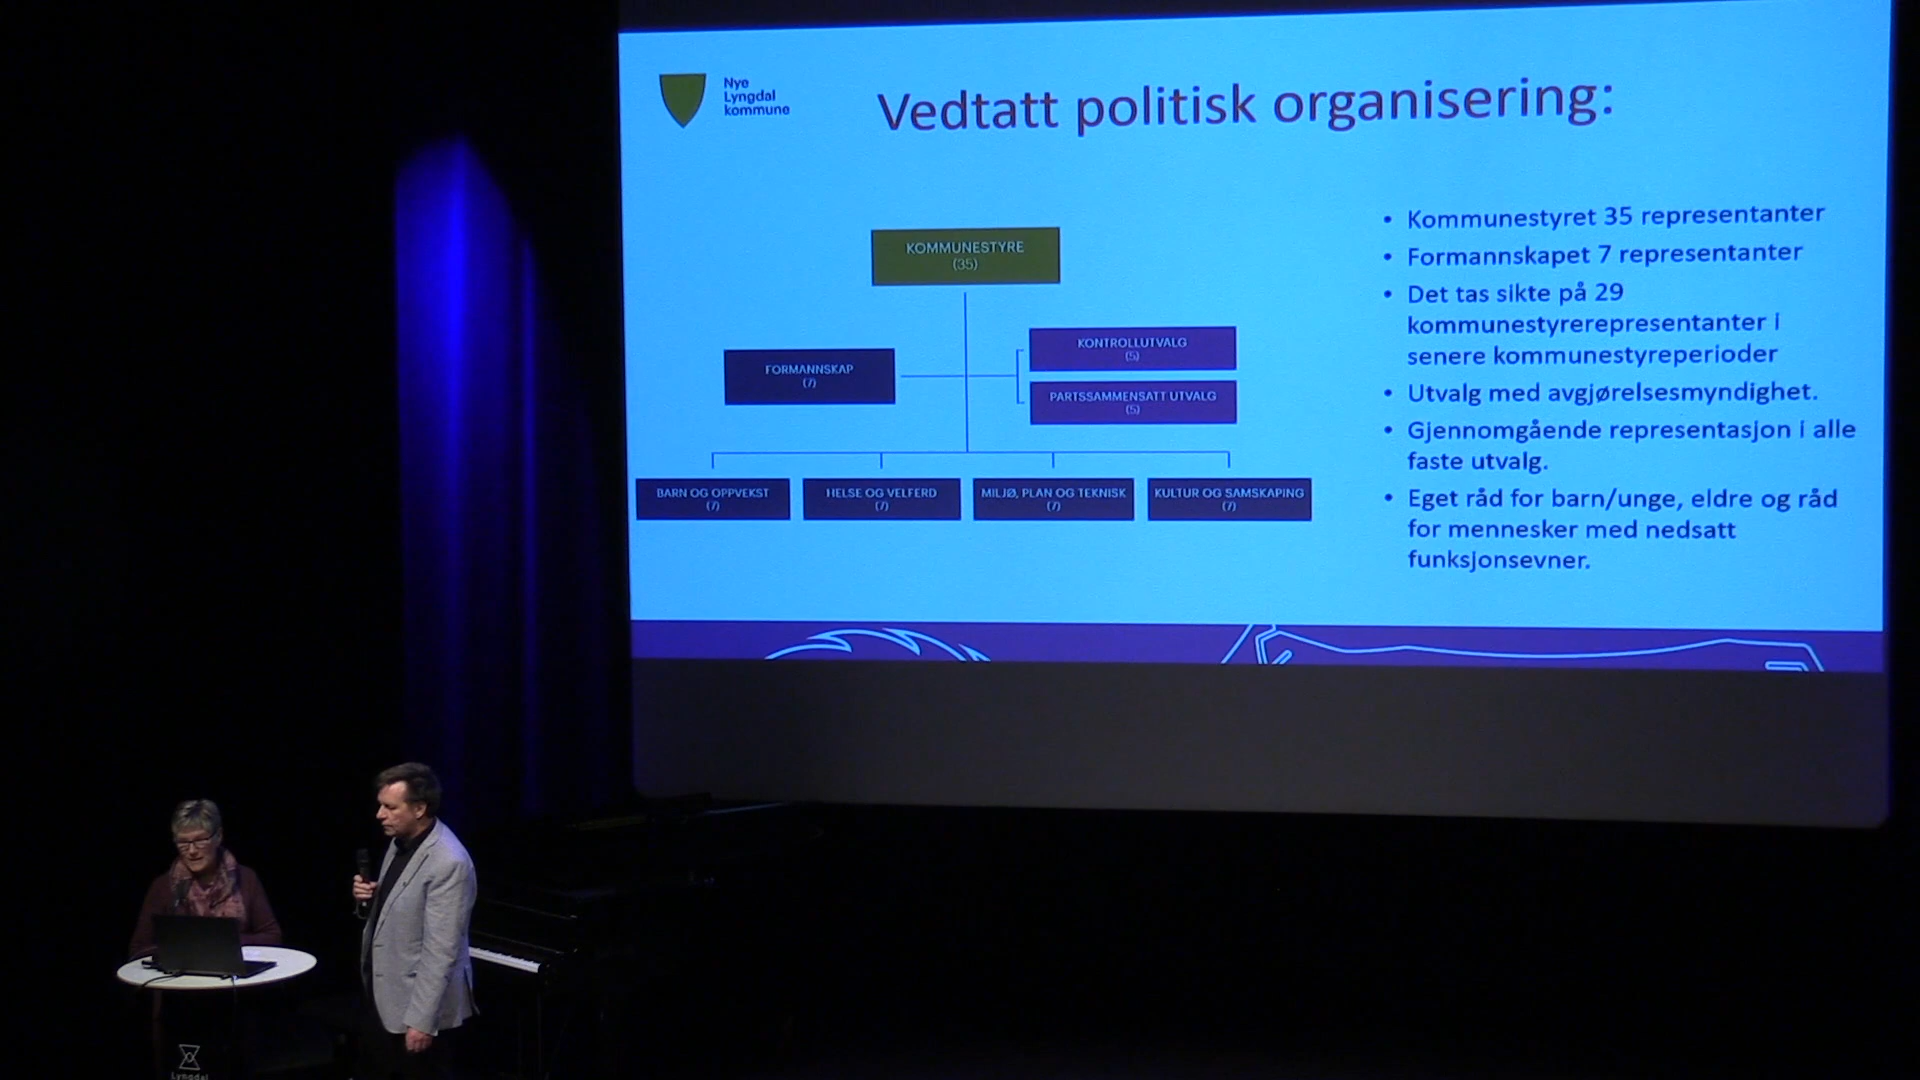 Nye
Lyngdal
kommune
Vedtatt politisk organisering:
KOMMUNESTYRE
(35)
FORMANNSKAP
(7)
KONTROLLUTVALG
(5)
PARTSSAMMENSATT UTVALG
(5)
BARN OG OPPVEKST
(7)
HELSE OG VELFERD
(7)
MILJØ, PLAN OG TEKNISK
(7)
KULTUR OG SAMSKAPING
(7)
• Kommunestyret 35 representanter
• Formannskapet 7 representanter
• Det tas sikte på 29
kommunestyrerepresentanter i
senere kommunestyreperioder
• Utvalg med avgjørelsesmyndighet.
• Gjennomgående representasjon i alle
faste utvalg.
• Eget råd for barn/unge, eldre og råd
for mennesker med nedsatt
funksjonsevner.
Lyngdal